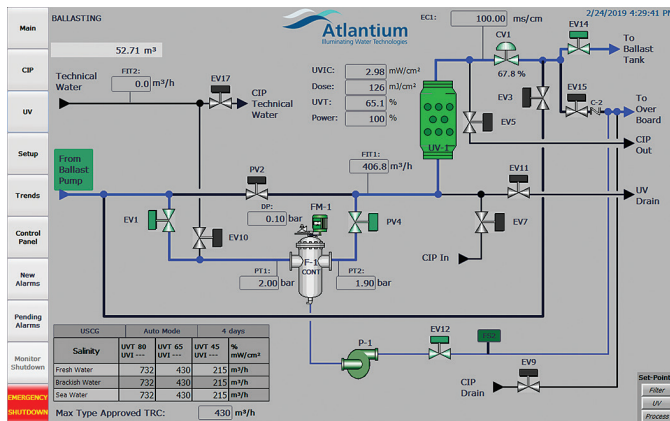 BALLASTING
2/24/2019 4:29:41 PM
Atlantium
Illuminating Water Technologies
52.71 m³
Main
CIP
UV
Setup
Trends
Control
Panel
New
Alarms
Pending
Alarms
Monitor
Shutdown
EMERGENCY
SHUTDOWN
EC1: 100.00 ms/cm
CV1
67.8 %
EV14
To
Ballast
Tank
Technical
Water
FIT2:
0.0 m³/h
EV17
CIP
Technical
Water
UVIC: 2.98 mW/cm²
Dose: 126 mJ/cm²
UVT: 65.1 %
Power: 100 %
UV-1
EV3
EV5
EV15
C-2
To
Over
Board
CIP
Out
From
Ballast
Pump
PV2
FIT1:
406.8 m³/h
EV11
UV
Drain
EV1
EV10
DP:
0.10 bar
FM-1
PV4
EV7
CIP In
F-1
CONT
PT1:
2.00 bar
PT2:
1.90 bar
P-1
EV12
EV9
CIP
Drain
USCG Auto Mode 4 days
Salinity UVT 80 UVI --- UVT 65 UVI --- UVT 45 UVI --- % mW/cm²
Fresh Water 732 430 215 m³/h
Brackish Water 732 430 215 m³/h
Sea Water 732 430 215 m³/h
Max Type Approved TRC: 430 m³/h
Set-Point
Filter
UV
Process